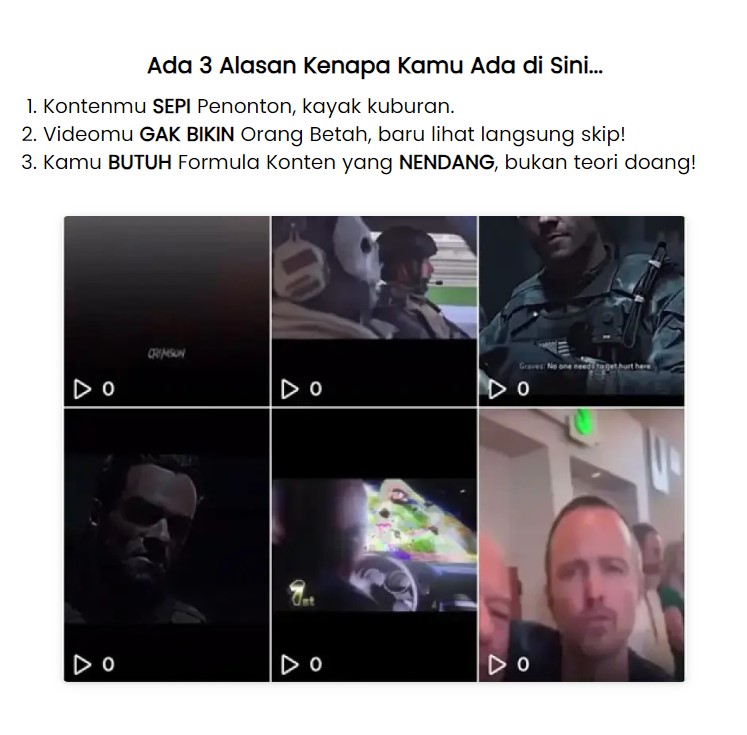 Ada 3 Alasan Kenapa Kamu Ada di Sini...
1. Kontenmu SEPI Penonton, kayak kuburan.
2. Videomu GAK BIKIN Orang Betah, baru lihat langsung skip!
3. Kamu BUTUH Formula Konten yang NENDANG, bukan teori doang!
CRIMSON
Graves: No one needs to get hurt here.
0
0
0
0
0
0